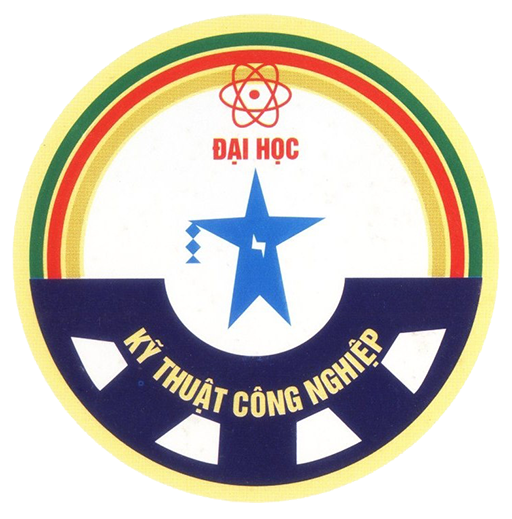 ĐẠI HỌC
KỸ THUẬT CÔNG NGHIỆP